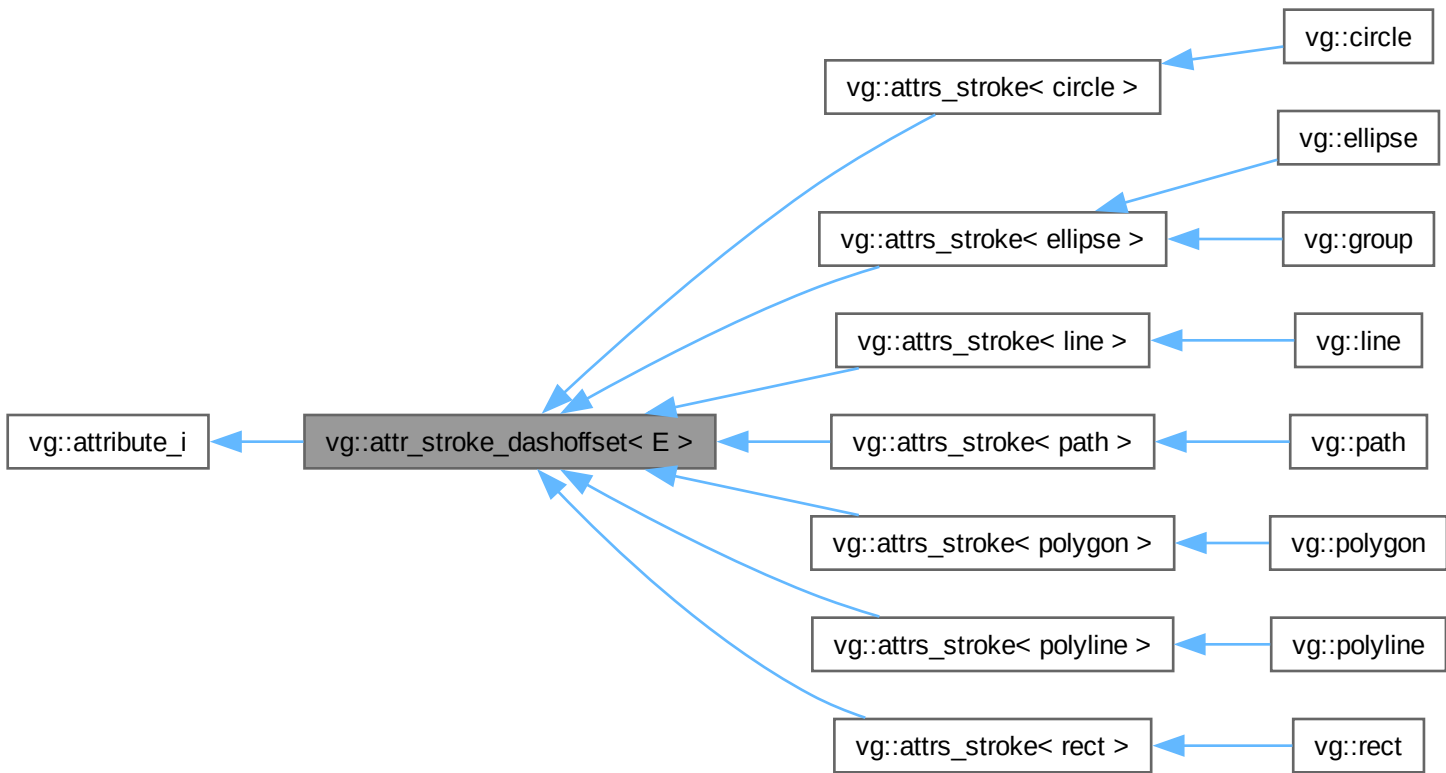 vg::attribute_i
vg::attr_stroke_dashoffset< E >
vg::attrs_stroke< circle >
vg::attrs_stroke< ellipse >
vg::attrs_stroke< line >
vg::attrs_stroke< path >
vg::attrs_stroke< polygon >
vg::attrs_stroke< polyline >
vg::attrs_stroke< rect >
vg::circle
vg::ellipse
vg::group
vg::line
vg::path
vg::polygon
vg::polyline
vg::rect